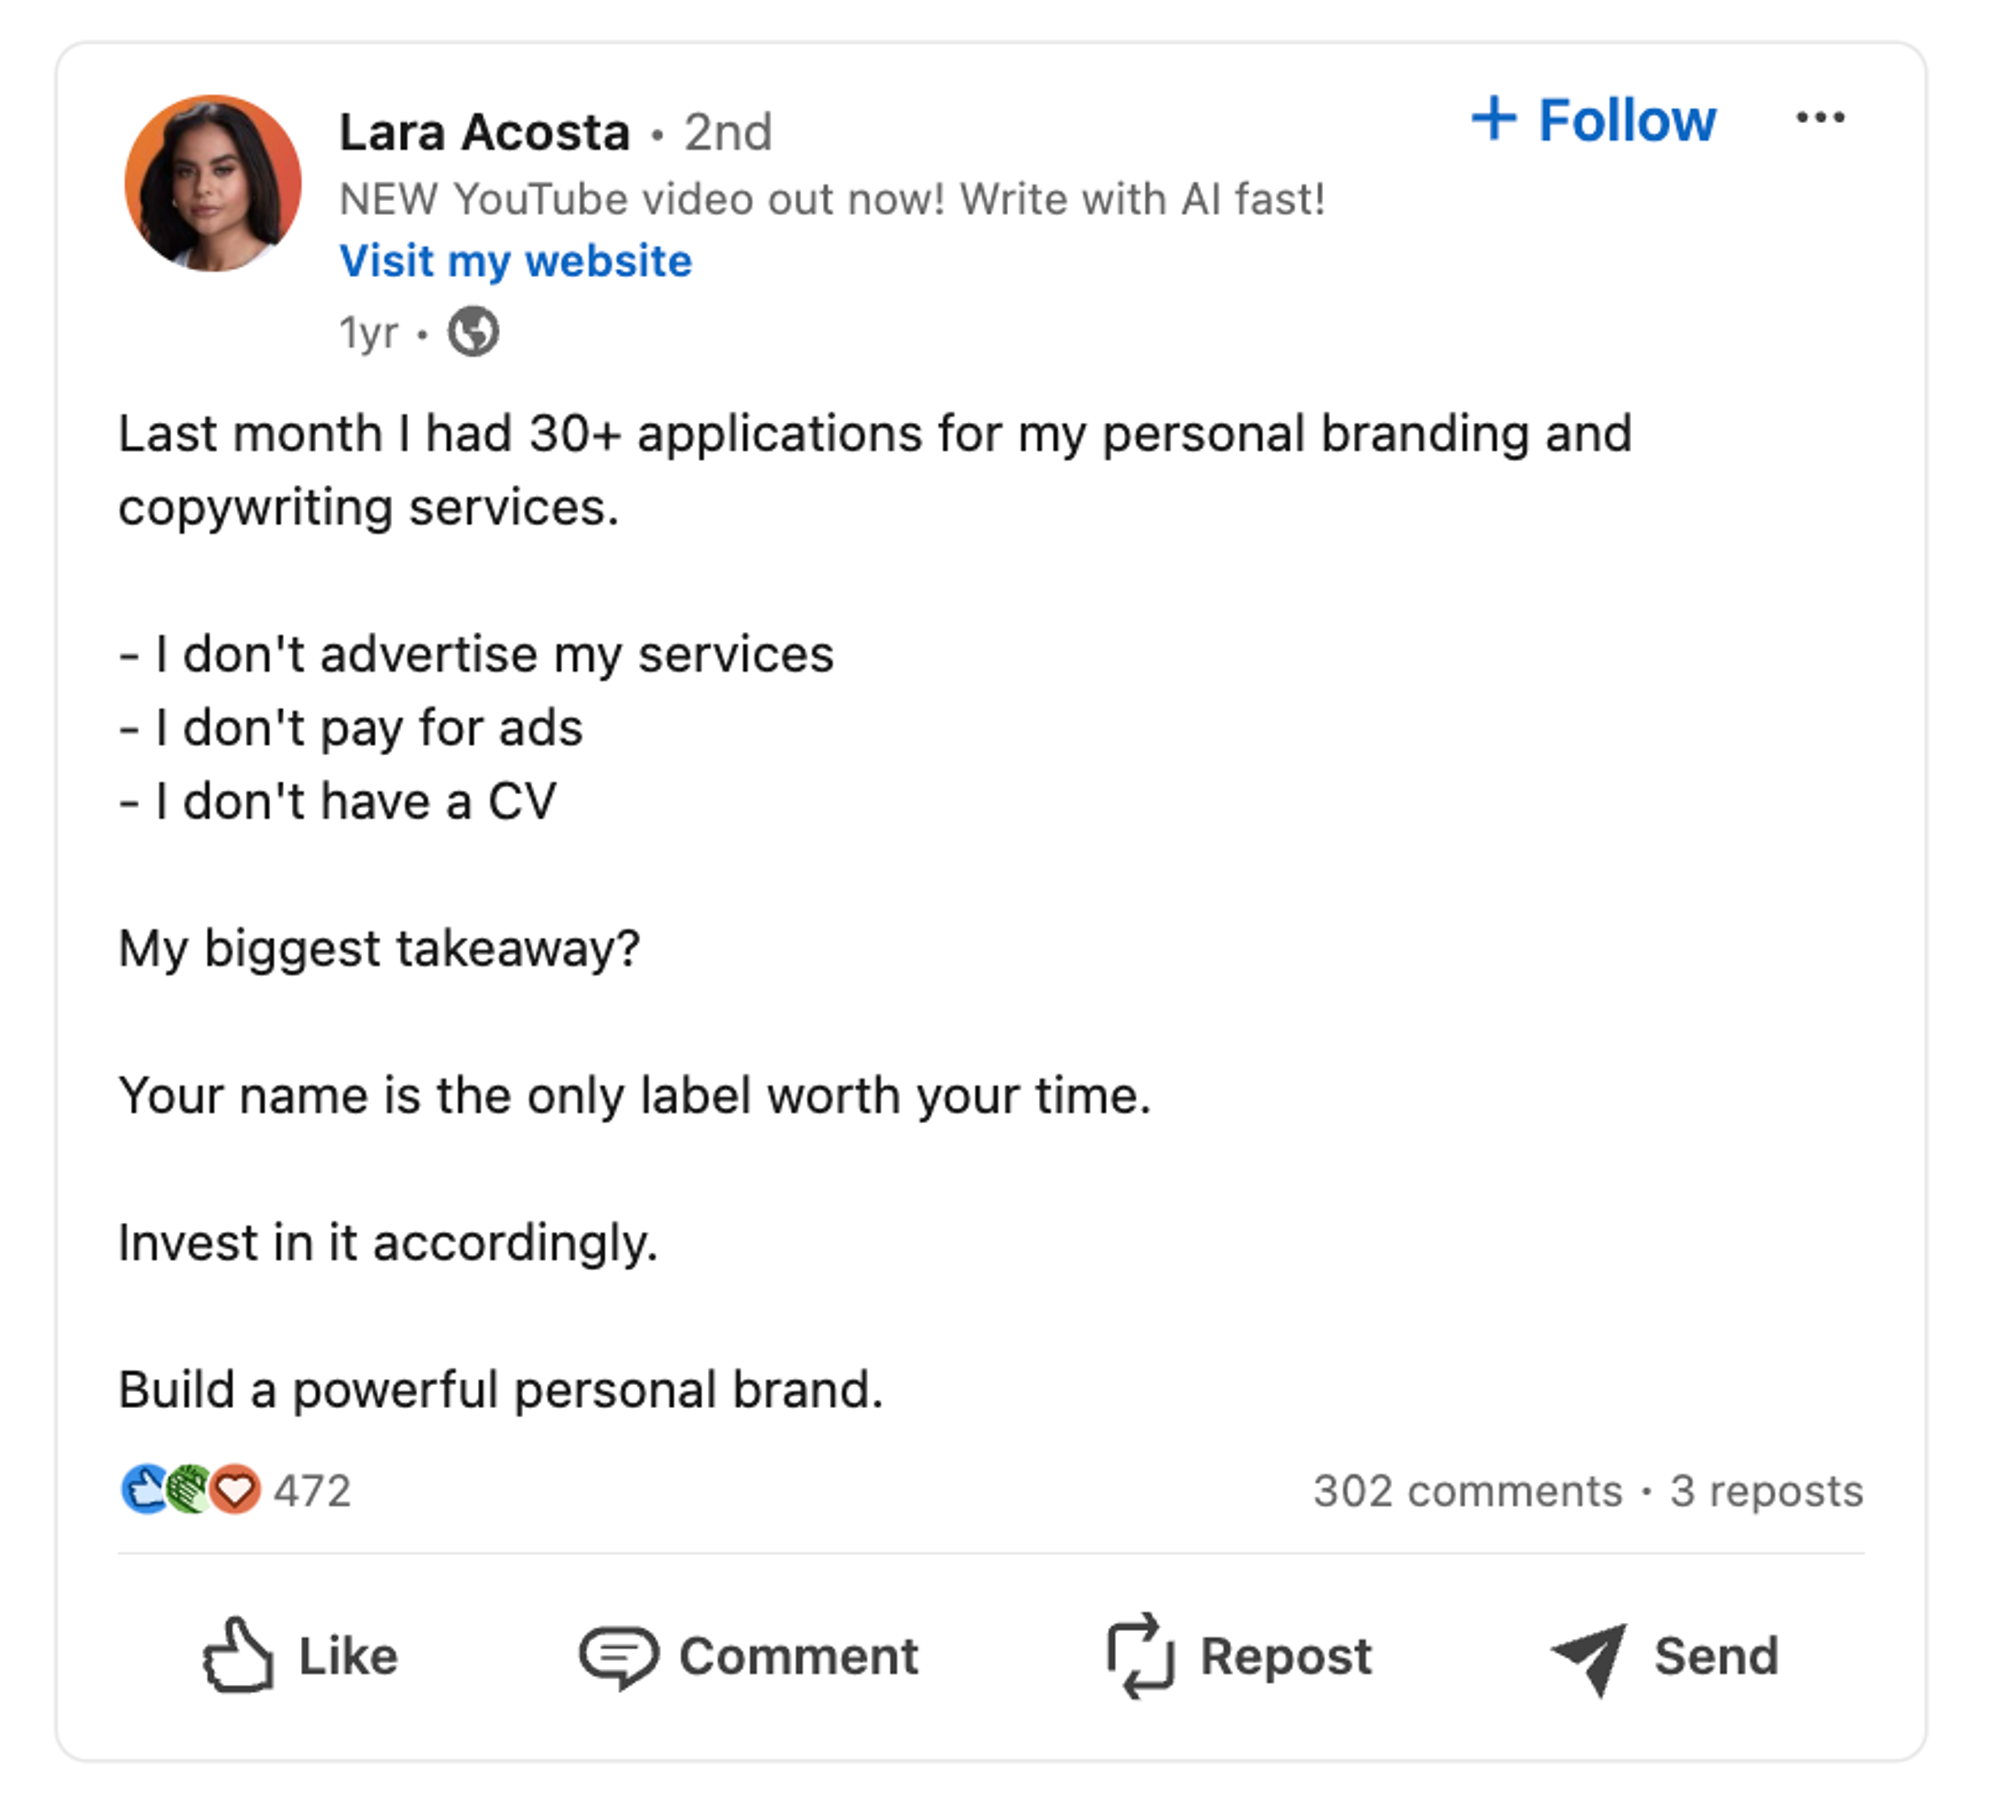 Lara Acosta • 2nd
+ Follow ...
NEW YouTube video out now! Write with AI fast!
Visit my website
1yr •
Last month I had 30+ applications for my personal branding and
copywriting services.
- I don't advertise my services
- I don't pay for ads
- I don't have a CV
My biggest takeaway?
Your name is the only label worth your time.
Invest in it accordingly.
Build a powerful personal brand.
472
302 comments • 3 reposts
Like
Comment
Repost
Send